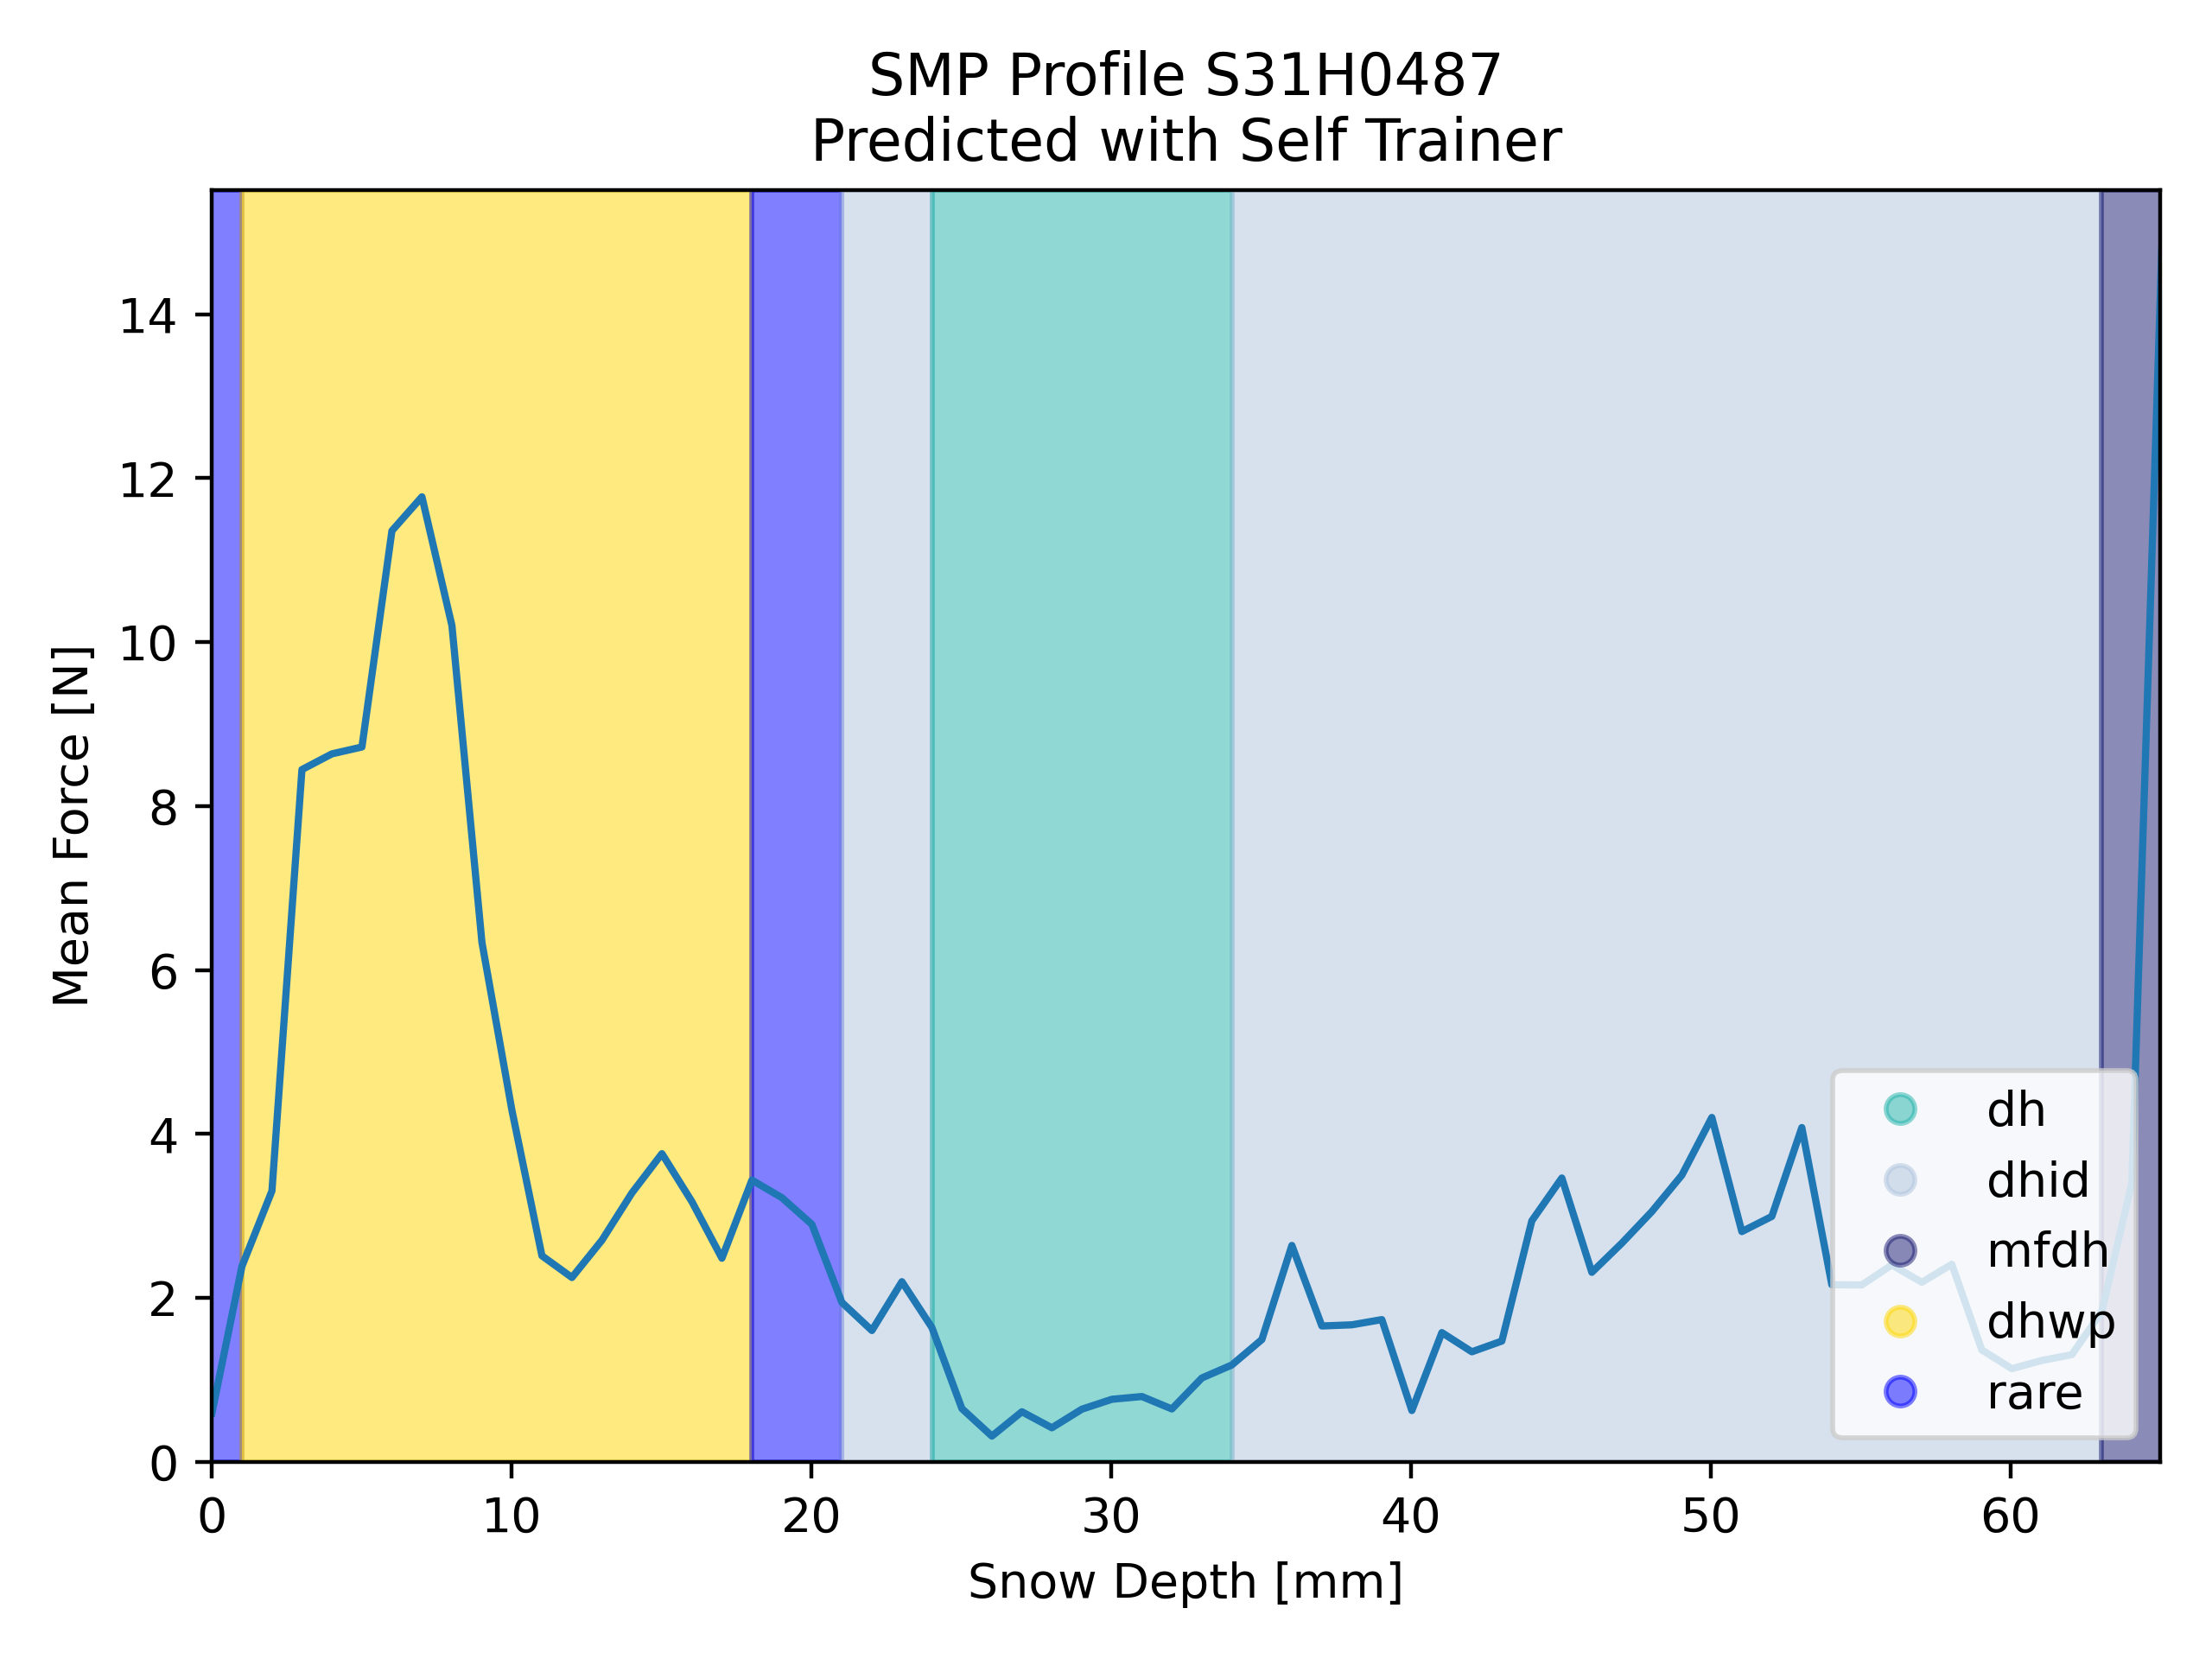 SMP Profile S31H0487
Predicted with Self Trainer
Mean Force [N]
14
12
10
8
6
4
2
0
0 10 20 30 40 50 60
Snow Depth [mm]
dh
dhid
mfdh
dhwp
rare